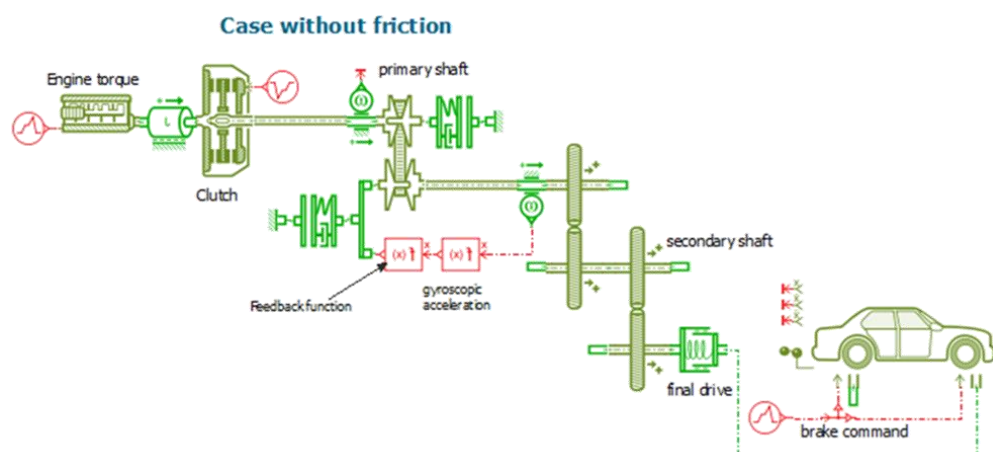 Case without friction
Engine torque
primary shaft
ω
L
Clutch
ω
secondary shaft
x
x
(x)
(x)
Feedback function
gyroscopic
acceleration
final drive
brake command